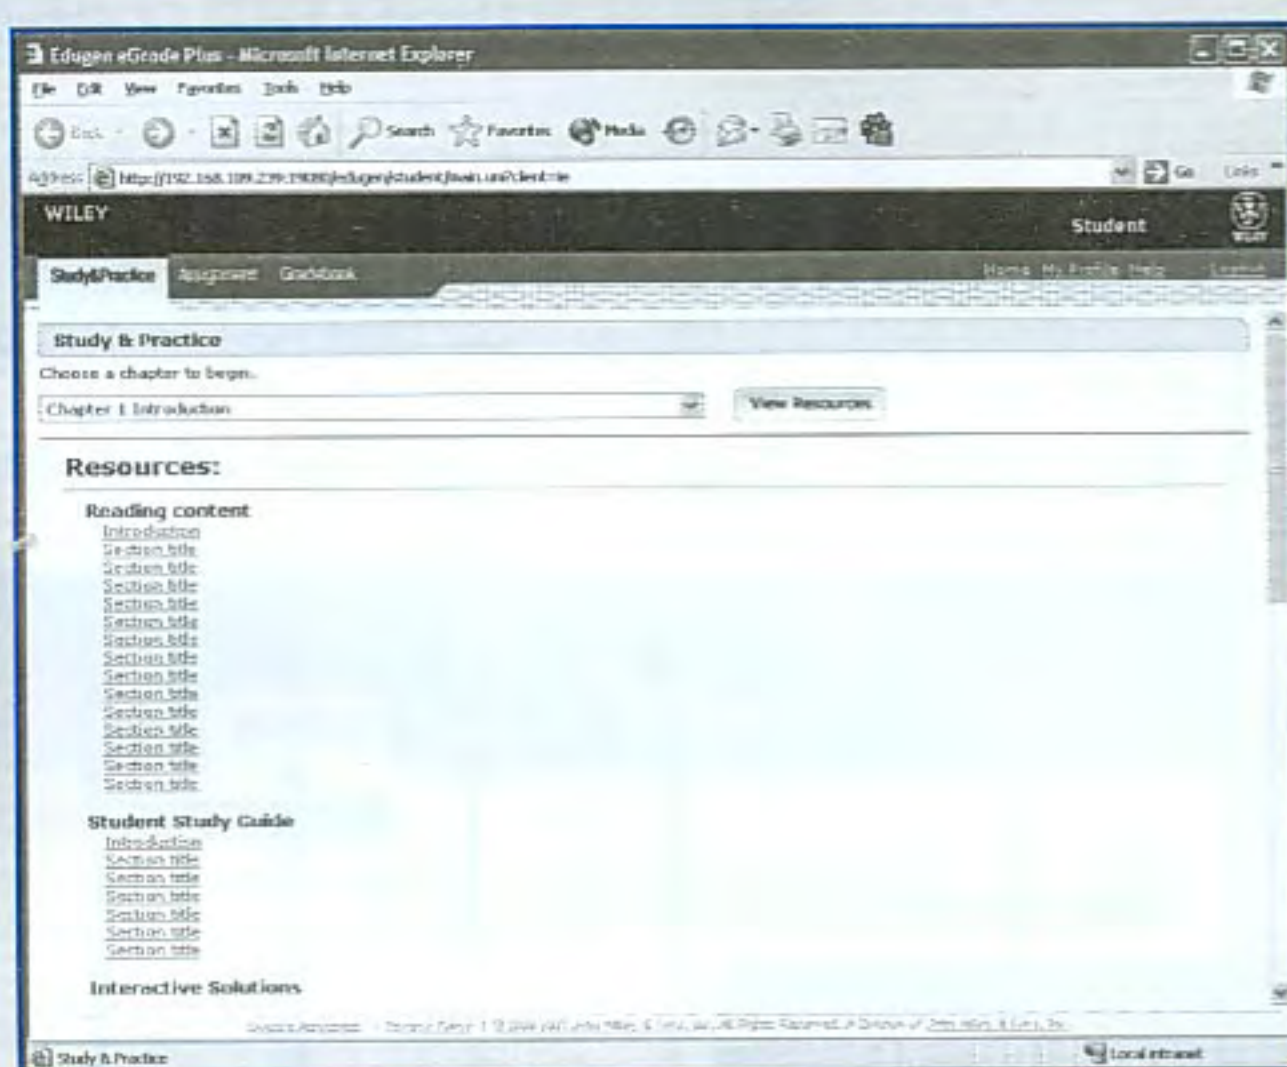 Edugen eGrade Plus - Microsoft Internet Explorer
File Edit View Favorites Tools Help
Back Search Favorites Media
Address Go Links
WILEY
Student
WILEY
Study&Practice Assignment Gradebook
Home My Profile Help Logout
Study & Practice
Choose a chapter to begin.
Chapter 1 Introduction
View Resources
Resources:
Reading content
Introduction
Section title
Section title
Section title
Section title
Section title
Section title
Section title
Section title
Section title
Section title
Section title
Section title
Section title
Section title
Student Study Guide
Introduction
Section title
Section title
Section title
Section title
Section title
Section title
Interactive Solutions
Study & Practice
Local intranet